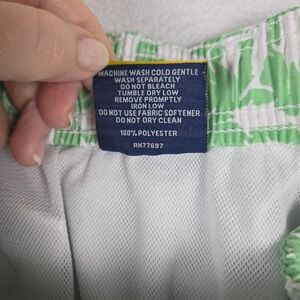 MACHINE WASH COLD GENTLE
WASH SEPARATELY
DO NOT BLEACH
TUMBLE DRY LOW
REMOVE PROMPTLY
IRON LOW
DO NOT USE FABRIC SOFTENER
DO NOT DRY CLEAN
100% POLYESTER
RN77697